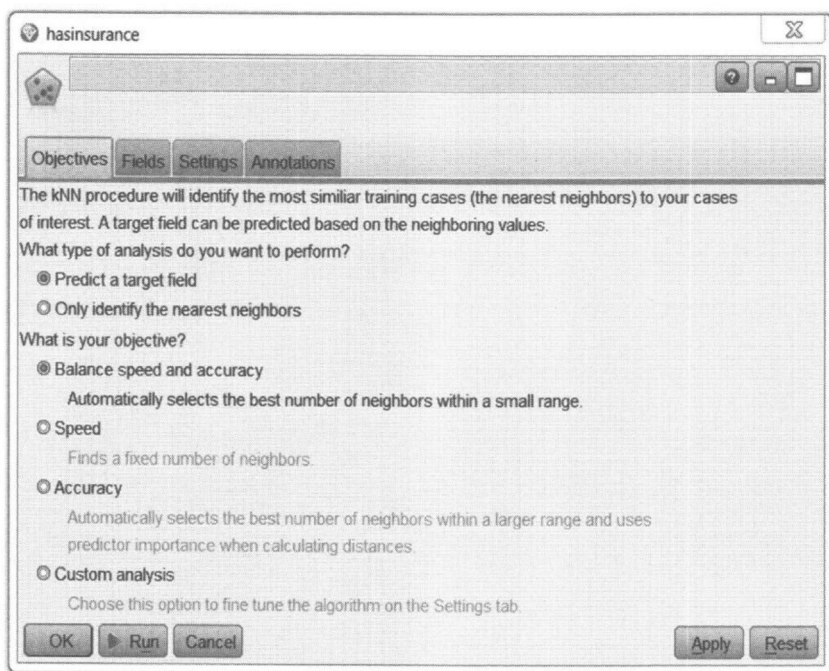 hasinsurance
Objectives Fields Settings Annotations
The kNN procedure will identify the most similiar training cases (the nearest neighbors) to your cases
of interest. A target field can be predicted based on the neighboring values.
What type of analysis do you want to perform?
Predict a target field
Only identify the nearest neighbors
What is your objective?
Balance speed and accuracy
Automatically selects the best number of neighbors within a small range.
Speed
Finds a fixed number of neighbors.
Accuracy
Automatically selects the best number of neighbors within a larger range and uses
predictor importance when calculating distances.
Custom analysis
Choose this option to fine tune the algorithm on the Settings tab.
OK Run Cancel Apply Reset